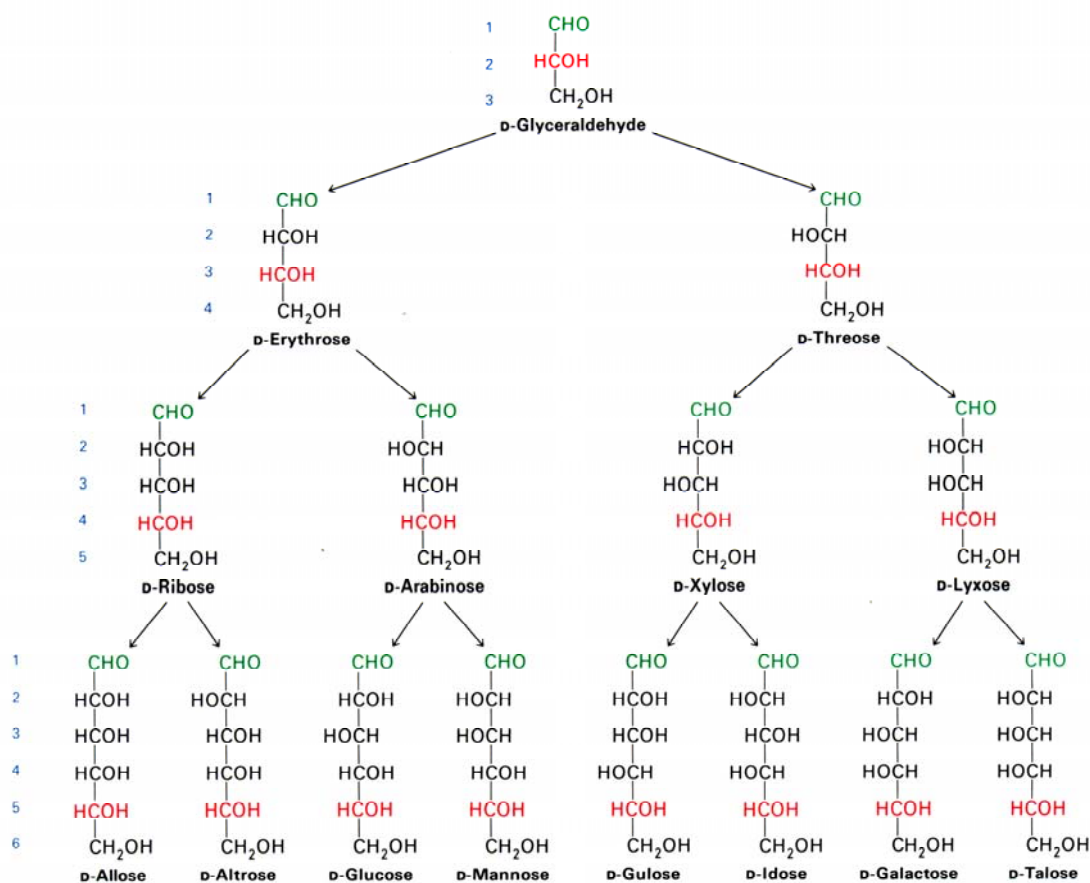 1 CHO
2 HCOH
3 CH₂OH
D-Glyceraldehyde
1 CHO CHO
2 HCOH HOCH
3 HCOH HCOH
4 CH₂OH CH₂OH
D-Erythrose D-Threose
1 CHO CHO CHO CHO
2 HCOH HOCH HCOH HOCH
3 HCOH HCOH HOCH HOCH
4 HCOH HCOH HCOH HCOH
5 CH₂OH CH₂OH CH₂OH CH₂OH
D-Ribose D-Arabinose D-Xylose D-Lyxose
1 CHO CHO CHO CHO CHO CHO CHO CHO
2 HCOH HOCH HCOH HOCH HCOH HOCH HCOH HOCH
3 HCOH HCOH HOCH HOCH HCOH HCOH HOCH HOCH
4 HCOH HCOH HCOH HCOH HOCH HOCH HOCH HOCH
5 HCOH HCOH HCOH HCOH HCOH HCOH HCOH HCOH
6 CH₂OH CH₂OH CH₂OH CH₂OH CH₂OH CH₂OH CH₂OH CH₂OH
D-Allose D-Altrose D-Glucose D-Mannose D-Gulose D-Idose D-Galactose D-Talose